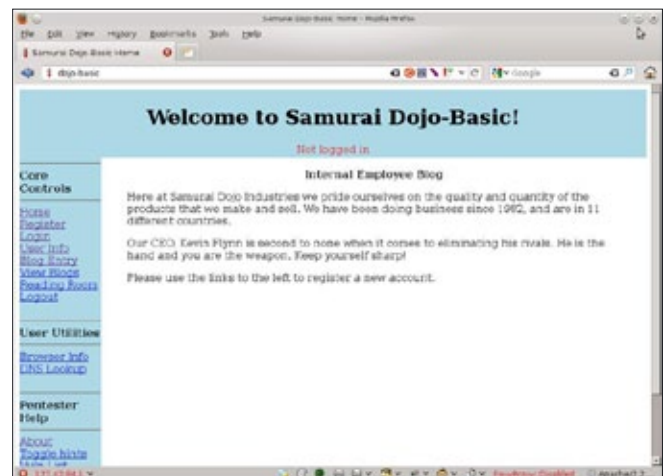 Samurai Dojo-Basic Home - Mozilla Firefox
File Edit View History Bookmarks Tools Help
Samurai Dojo-Basic Home
dojo-basic
Google
Welcome to Samurai Dojo-Basic!
Not logged in
Core Controls
Home
Register
Login
User Info
Blog Entry
View Blogs
Reading Room
Logout
User Utilities
Browser Info
DNS Lookup
Pentester Help
About
Toggle hints
Internal Employee Blog
Here at Samurai Dojo Industries we pride ourselves on the quality and quantity of the
products that we make and sell. We have been doing business since 1982, and are in 11
different countries.
Our CEO, Kevin Flynn is second to none when it comes to eliminating his rivals. He is the
hand and you are the weapon. Keep yourself sharp!
Please use the links to the left to register a new account.